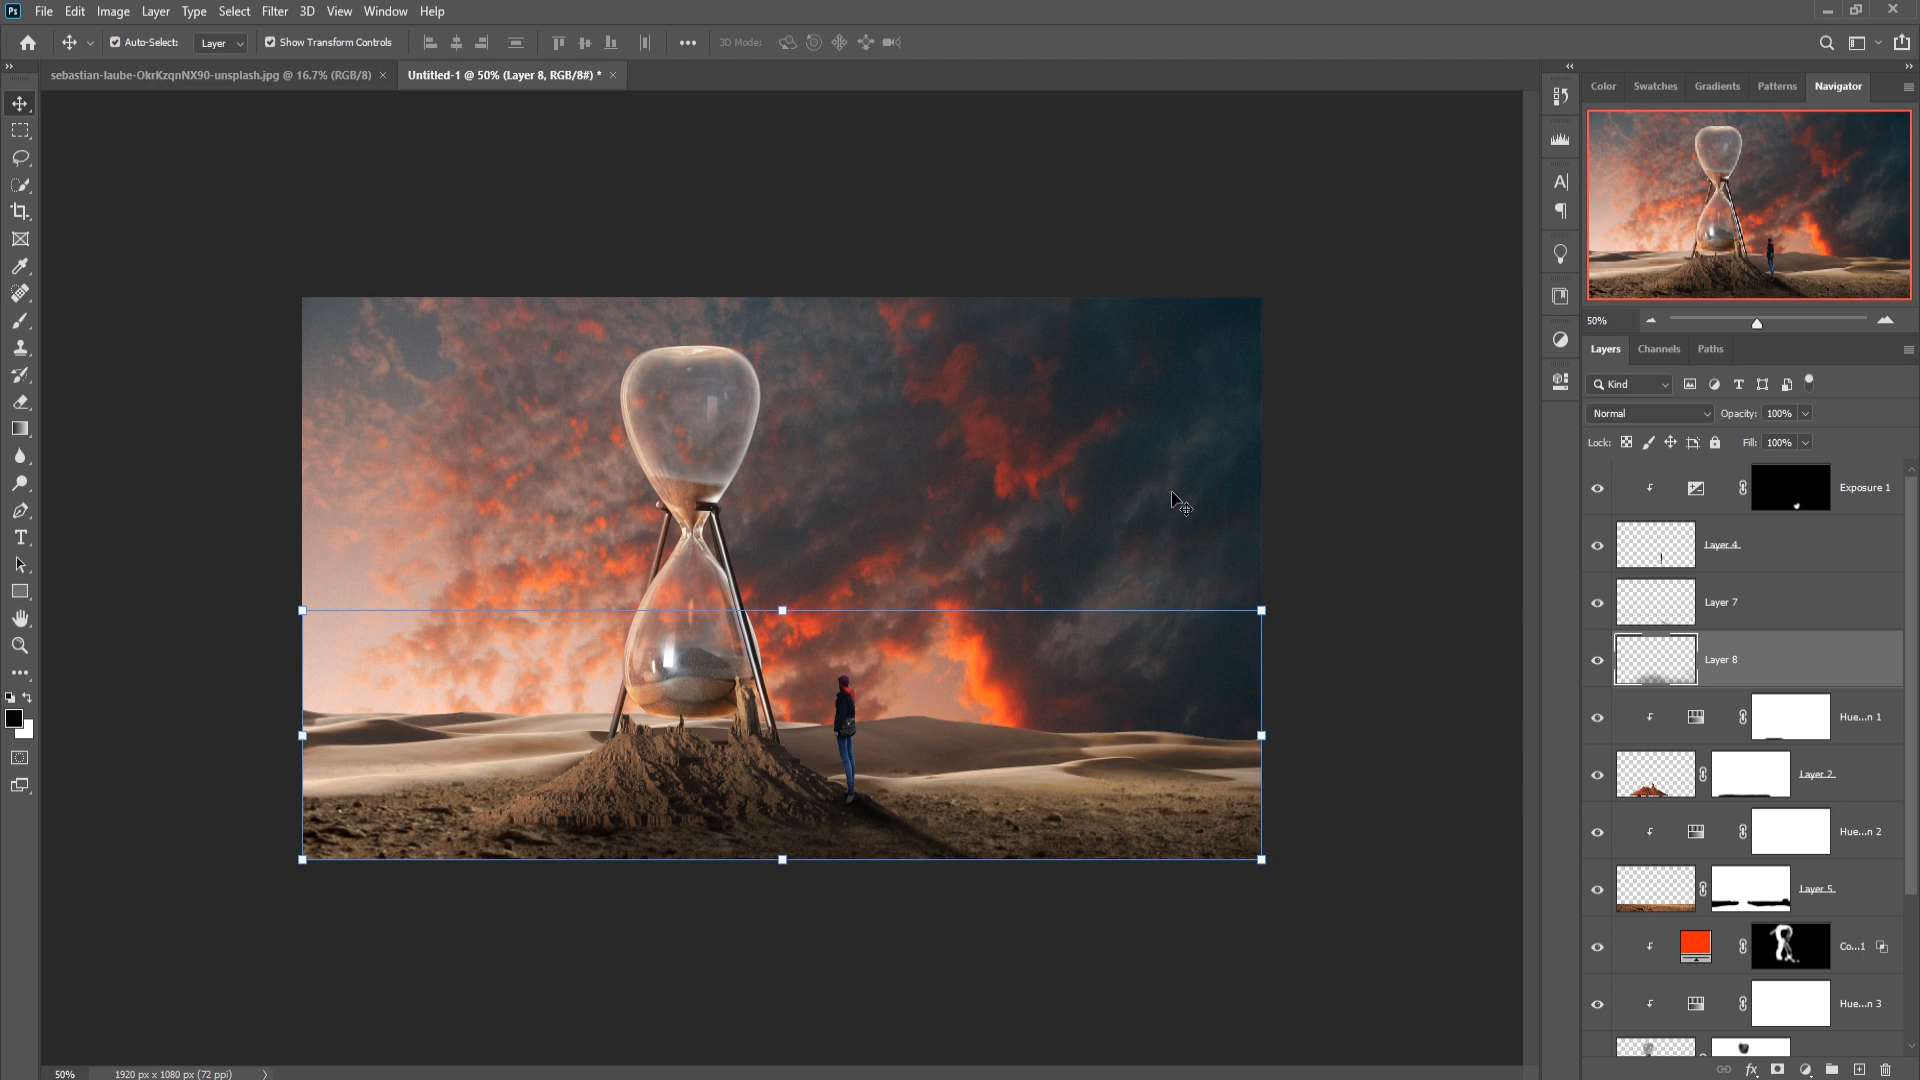 Ps File Edit Image Layer Type Select Filter 3D View Window Help
Auto-Select: Layer Show Transform Controls 3D Mode:
sebastian-laube-OkrKzqnNX90-unsplash.jpg @ 16.7% (RGB/8) × Untitled-1 @ 50% (Layer 8, RGB/8#) * ×
Color Swatches Gradients Patterns Navigator
50%
Layers Channels Paths
Kind
Normal Opacity: 100%
Lock: Fill: 100%
Exposure 1
Layer 4
Layer 7
Layer 8
Hue...n 1
Layer 2
Hue...n 2
Layer 5
Co...1
Hue...n 3
50% 1920 px x 1080 px (72 ppi)